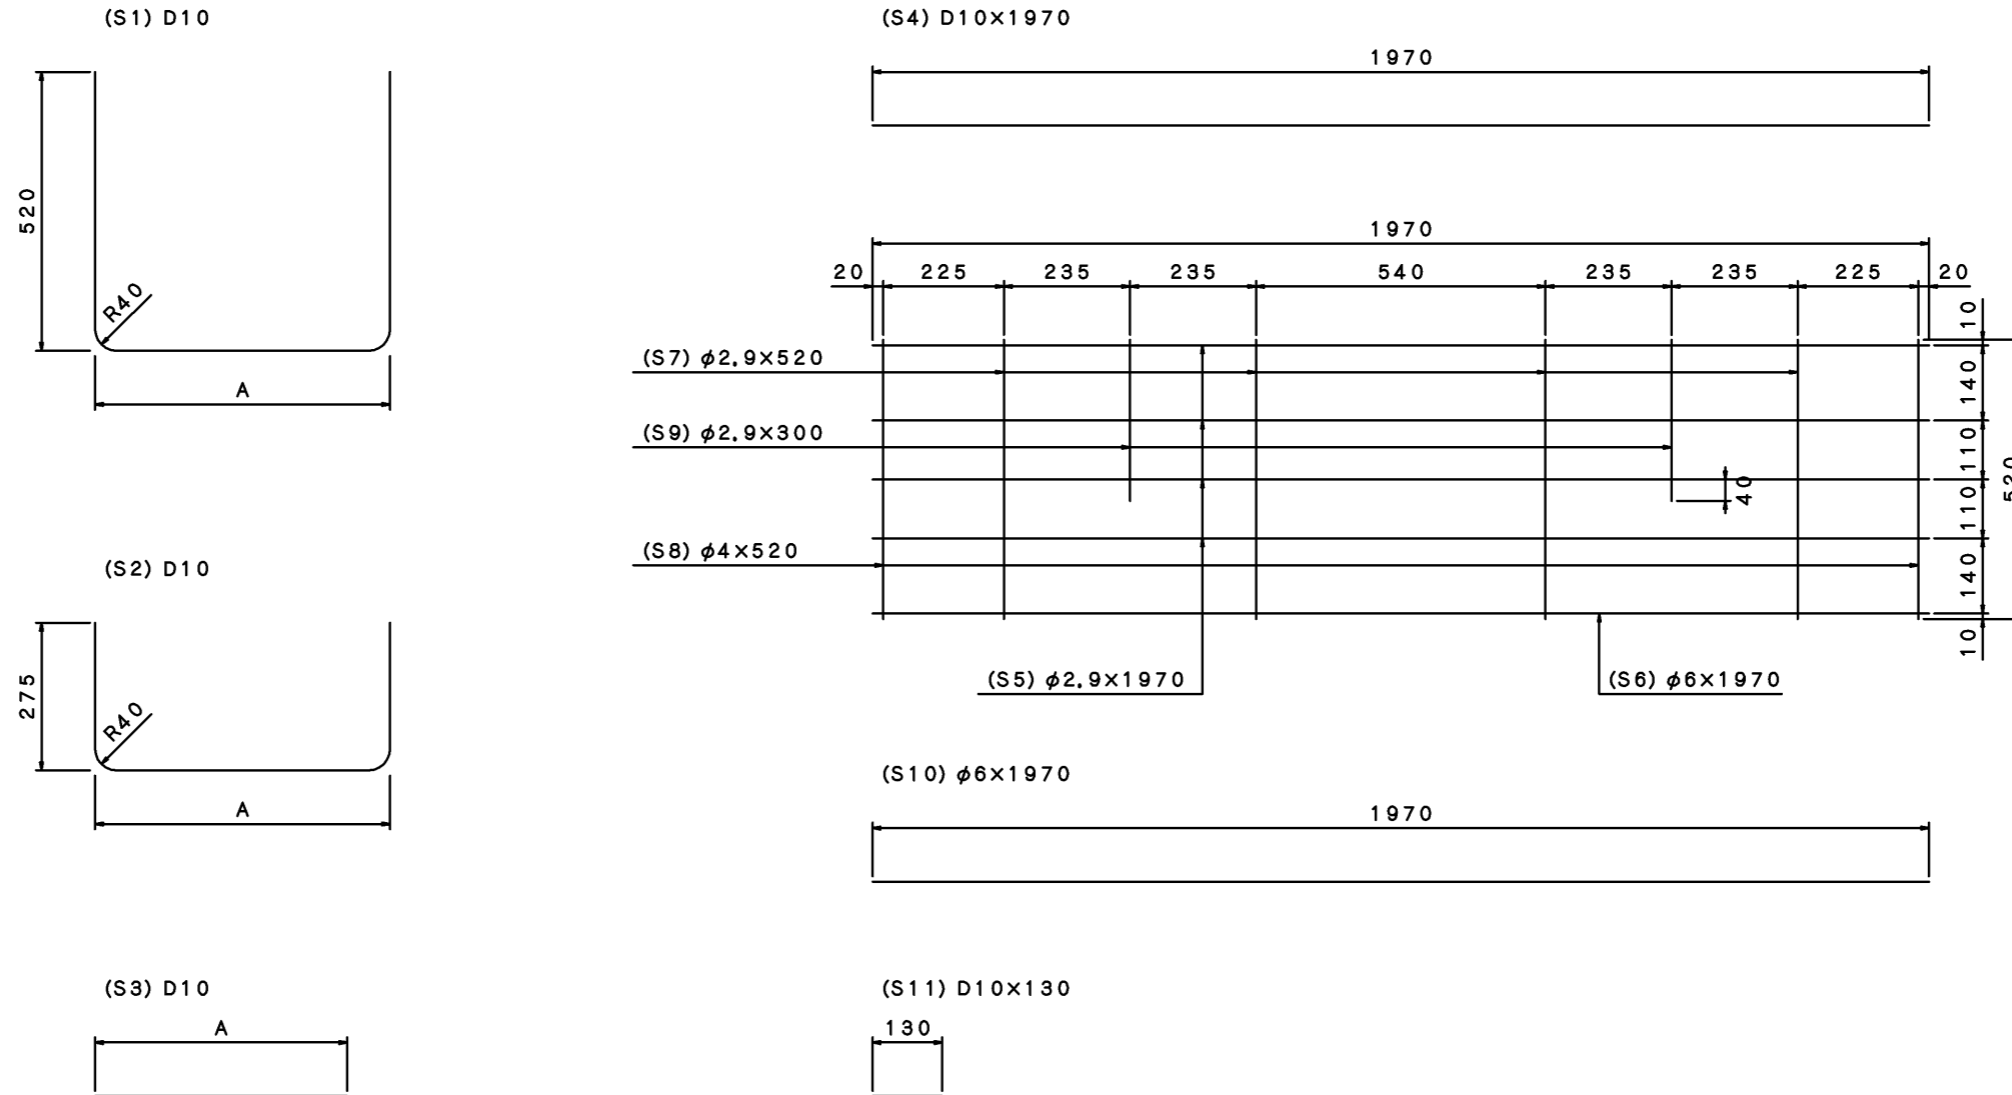 (S1) D10
520
R40
A
(S2) D10
275
R40
A
(S3) D10
A
(S4) D10×1970
1970
1970
20 225 235 235 540 235 235 225 20
(S7) φ2.9×520
(S9) φ2.9×300
(S8) φ4×520
(S5) φ2.9×1970
(S6) φ6×1970
40
10
140
110
110
140
10
520
(S10) φ6×1970
1970
(S11) D10×130
130